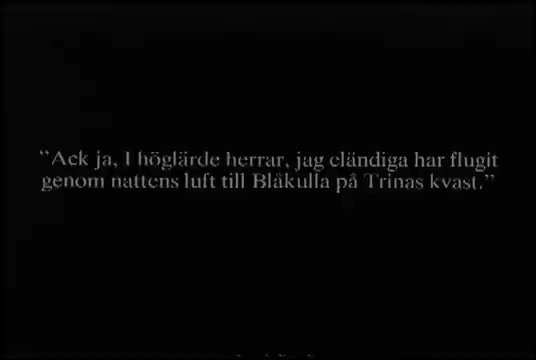 ”Ack ja, I höglärde herrar, jag eländiga har flugit
genom nattens luft till Blåkulla på Trinas kvast.”